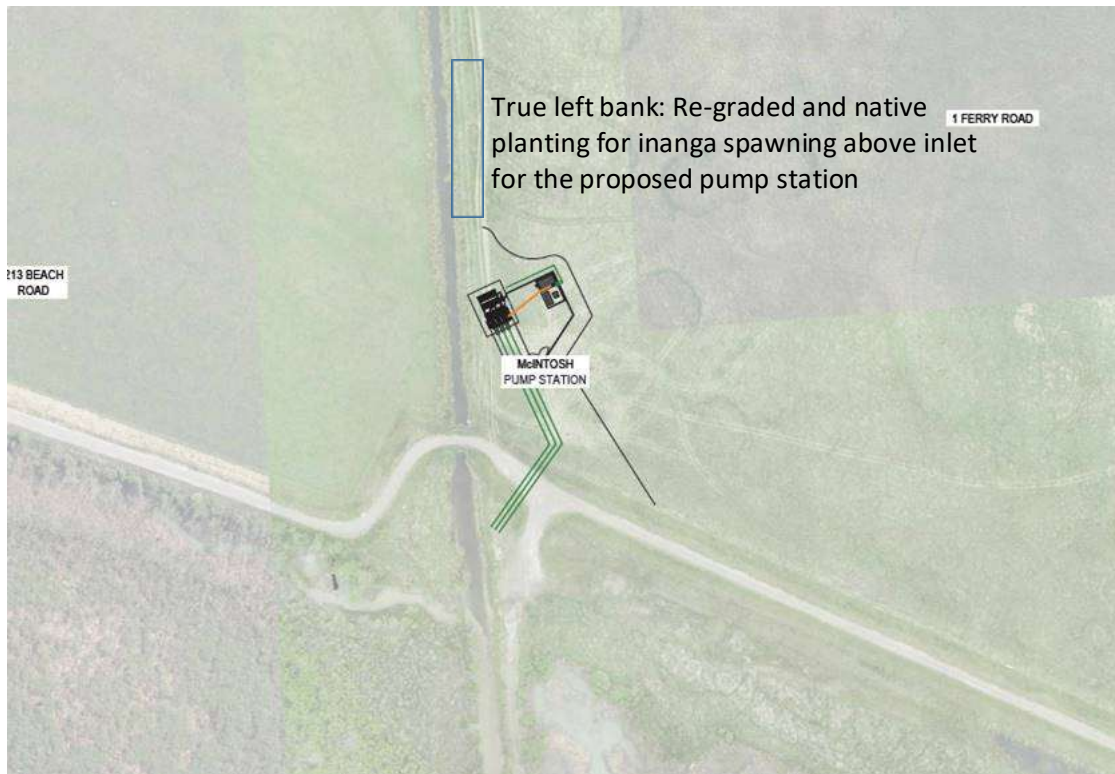 True left bank: Re-graded and native
planting for inanga spawning above inlet
for the proposed pump station
1 FERRY ROAD
213 BEACH
ROAD
McINTOSH
PUMP STATION